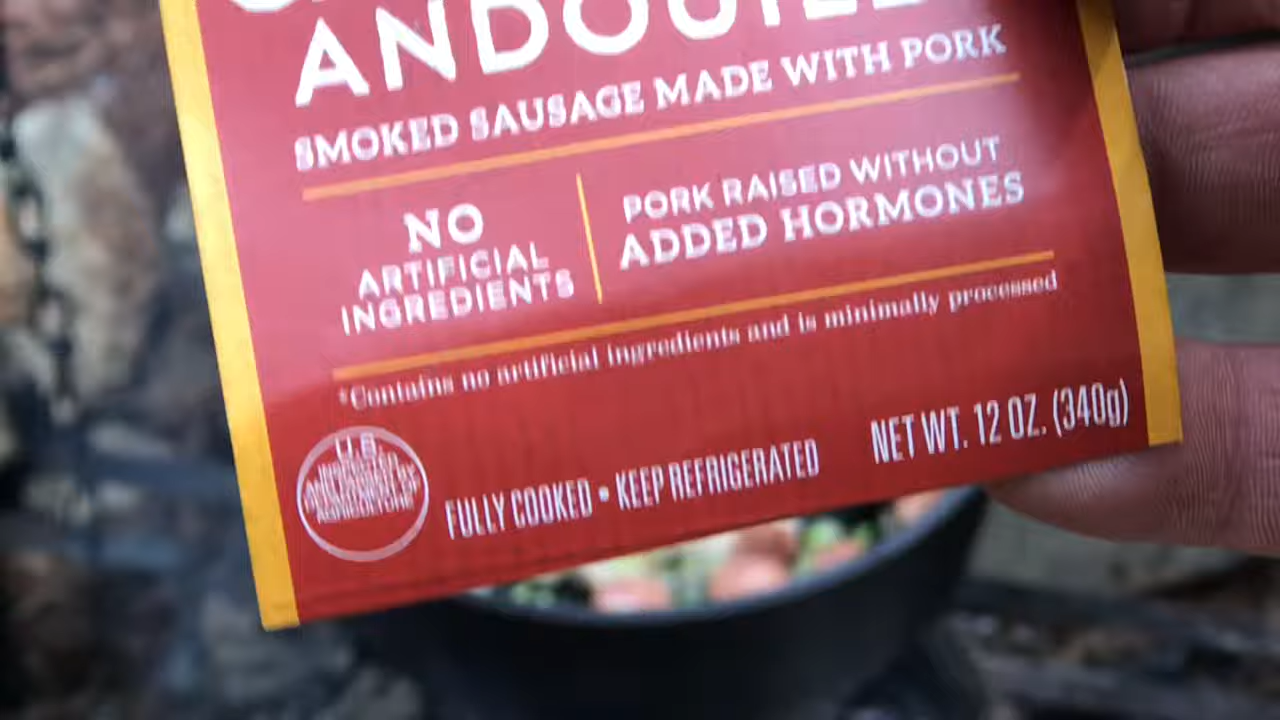 SMOKED SAUSAGE MADE WITH PORK
NO
ARTIFICIAL
INGREDIENTS
PORK RAISED WITHOUT
ADDED HORMONES
*Contains no artificial ingredients and is minimally processed
FULLY COOKED • KEEP REFRIGERATED
NET WT. 12 OZ. (340g)